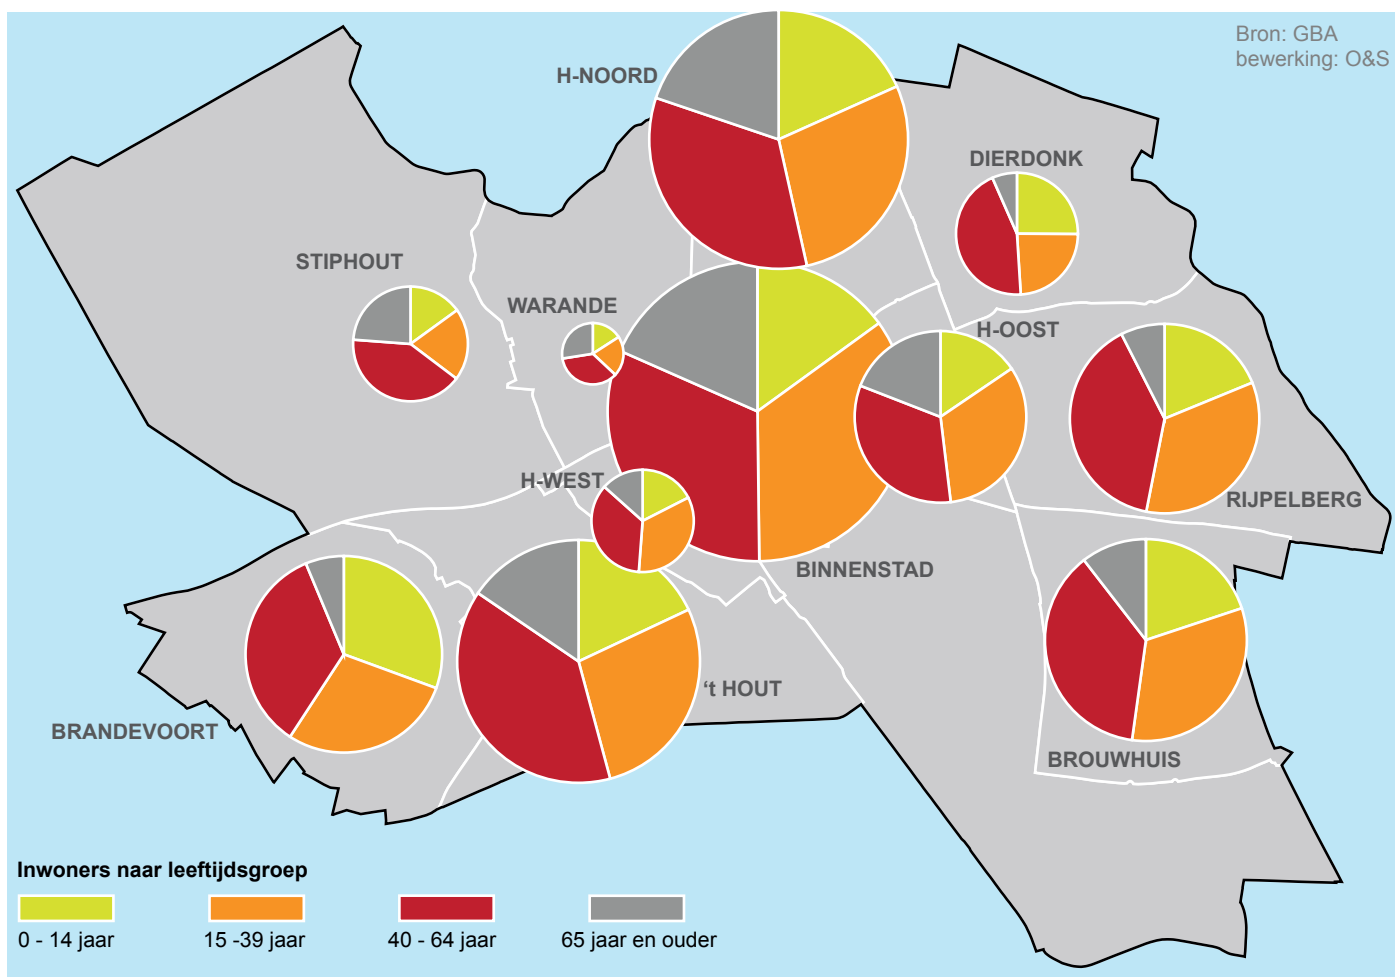 Bron: GBA
bewerking: O&S
H-NOORD
DIERDONK
STIPHOUT
WARANDE
H-OOST
H-WEST
RIJPELBERG
BINNENSTAD
‘t HOUT
BRANDEVOORT
BROUWHUIS
Inwoners naar leeftijdsgroep
0 - 14 jaar
15 -39 jaar
40 - 64 jaar
65 jaar en ouder